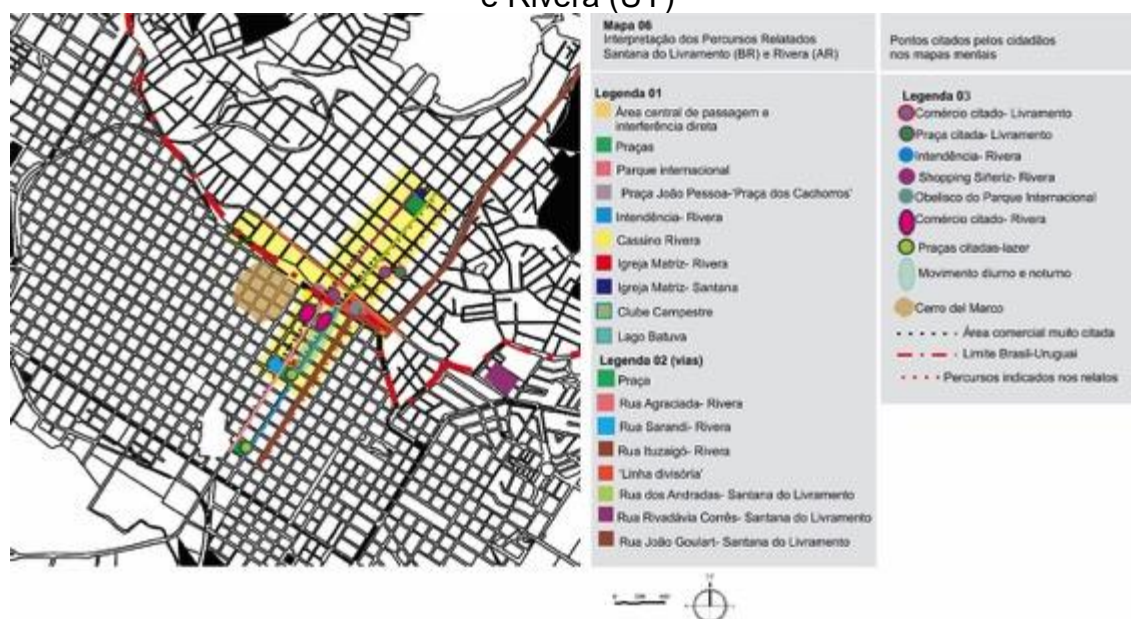 e Rivera (UY)
Mapa 06
Interpretação dos Percursos Relatados
Santana do Livramento (BR) e Rivera (AR)
Legenda 01
Área central de passagem e
interferência direta
Praças
Parque internacional
Praça João Pessoa-'Praça dos Cachorros'
Intendência- Rivera
Cassino Rivera
Igreja Matriz- Rivera
Igreja Matriz- Santana
Clube Campestre
Lago Batuva
Legenda 02 (vias)
Praça
Rua Agraciada- Rivera
Rua Sarandi- Rivera
Rua Ituzaigó- Rivera
'Linha divisória'
Rua dos Andradas- Santana do Livramento
Rua Rivadávia Corrês- Santana do Livramento
Rua João Goulart- Santana do Livramento
Pontos citados pelos cidadãos
nos mapas mentais
Legenda 03
Comércio citado- Livramento
Praça citada- Livramento
Intendência- Rivera
Shopping Siñeriz- Rivera
Obelisco do Parque Internacional
Comércio citado- Rivera
Praças citadas-lazer
Movimento diurno e noturno
Cerro del Marco
Área comercial muito citada
Limite Brasil-Uruguai
Percursos indicados nos relatos